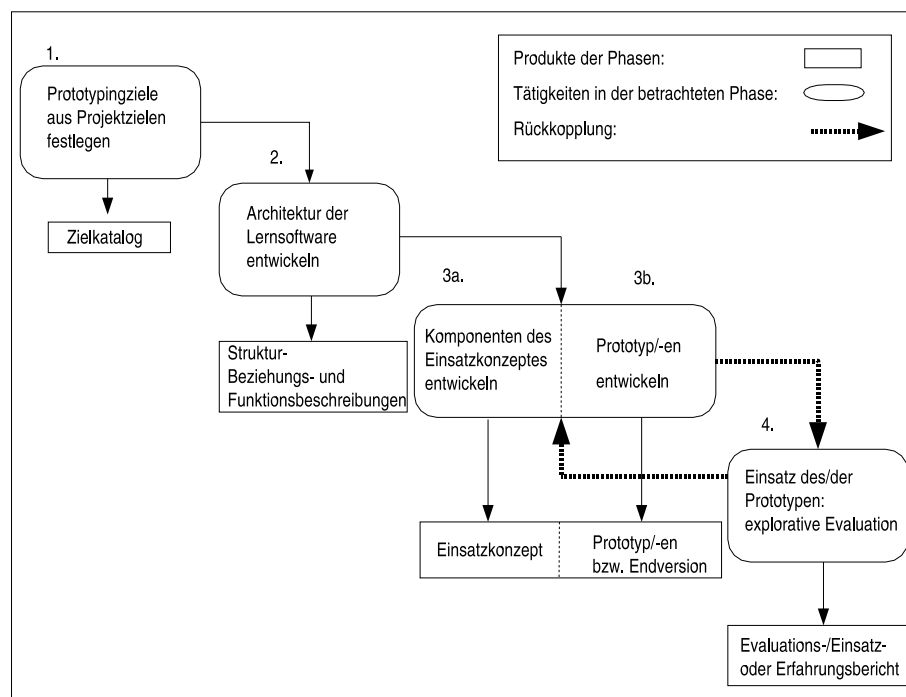 1.
Prototypingziele
aus Projektzielen
festlegen
Zielkatalog
Produkte der Phasen:
Tätigkeiten in der betrachteten Phase:
Rückkopplung:
2.
Architektur der
Lernsoftware
entwickeln
Struktur-
Beziehungs- und
Funktionsbeschreibungen
3a.
Komponenten des
Einsatzkonzeptes
entwickeln
3b.
Prototyp/-en
entwickeln
Einsatzkonzept
Prototyp/-en
bzw. Endversion
4.
Einsatz des/der
Prototypen:
explorative Evaluation
Evaluations-/Einsatz-
oder Erfahrungsbericht